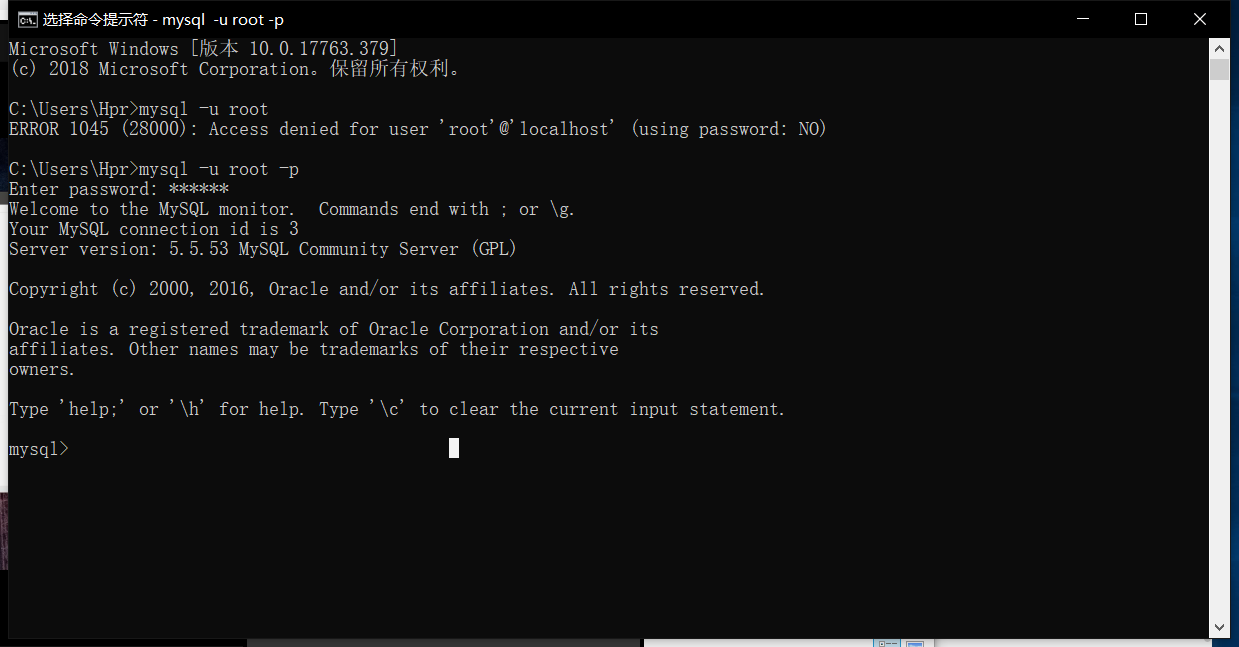 选择命令提示符 - mysql -u root -p
Microsoft Windows [版本 10.0.17763.379]
(c) 2018 Microsoft Corporation。保留所有权利。
C:\Users\Hpr>mysql -u root
ERROR 1045 (28000): Access denied for user 'root'@'localhost' (using password: NO)
C:\Users\Hpr>mysql -u root -p
Enter password: ******
Welcome to the MySQL monitor.  Commands end with ; or \g.
Your MySQL connection id is 3
Server version: 5.5.53 MySQL Community Server (GPL)
Copyright (c) 2000, 2016, Oracle and/or its affiliates. All rights reserved.
Oracle is a registered trademark of Oracle Corporation and/or its
affiliates. Other names may be trademarks of their respective
owners.
Type 'help;' or '\h' for help. Type '\c' to clear the current input statement.
mysql>